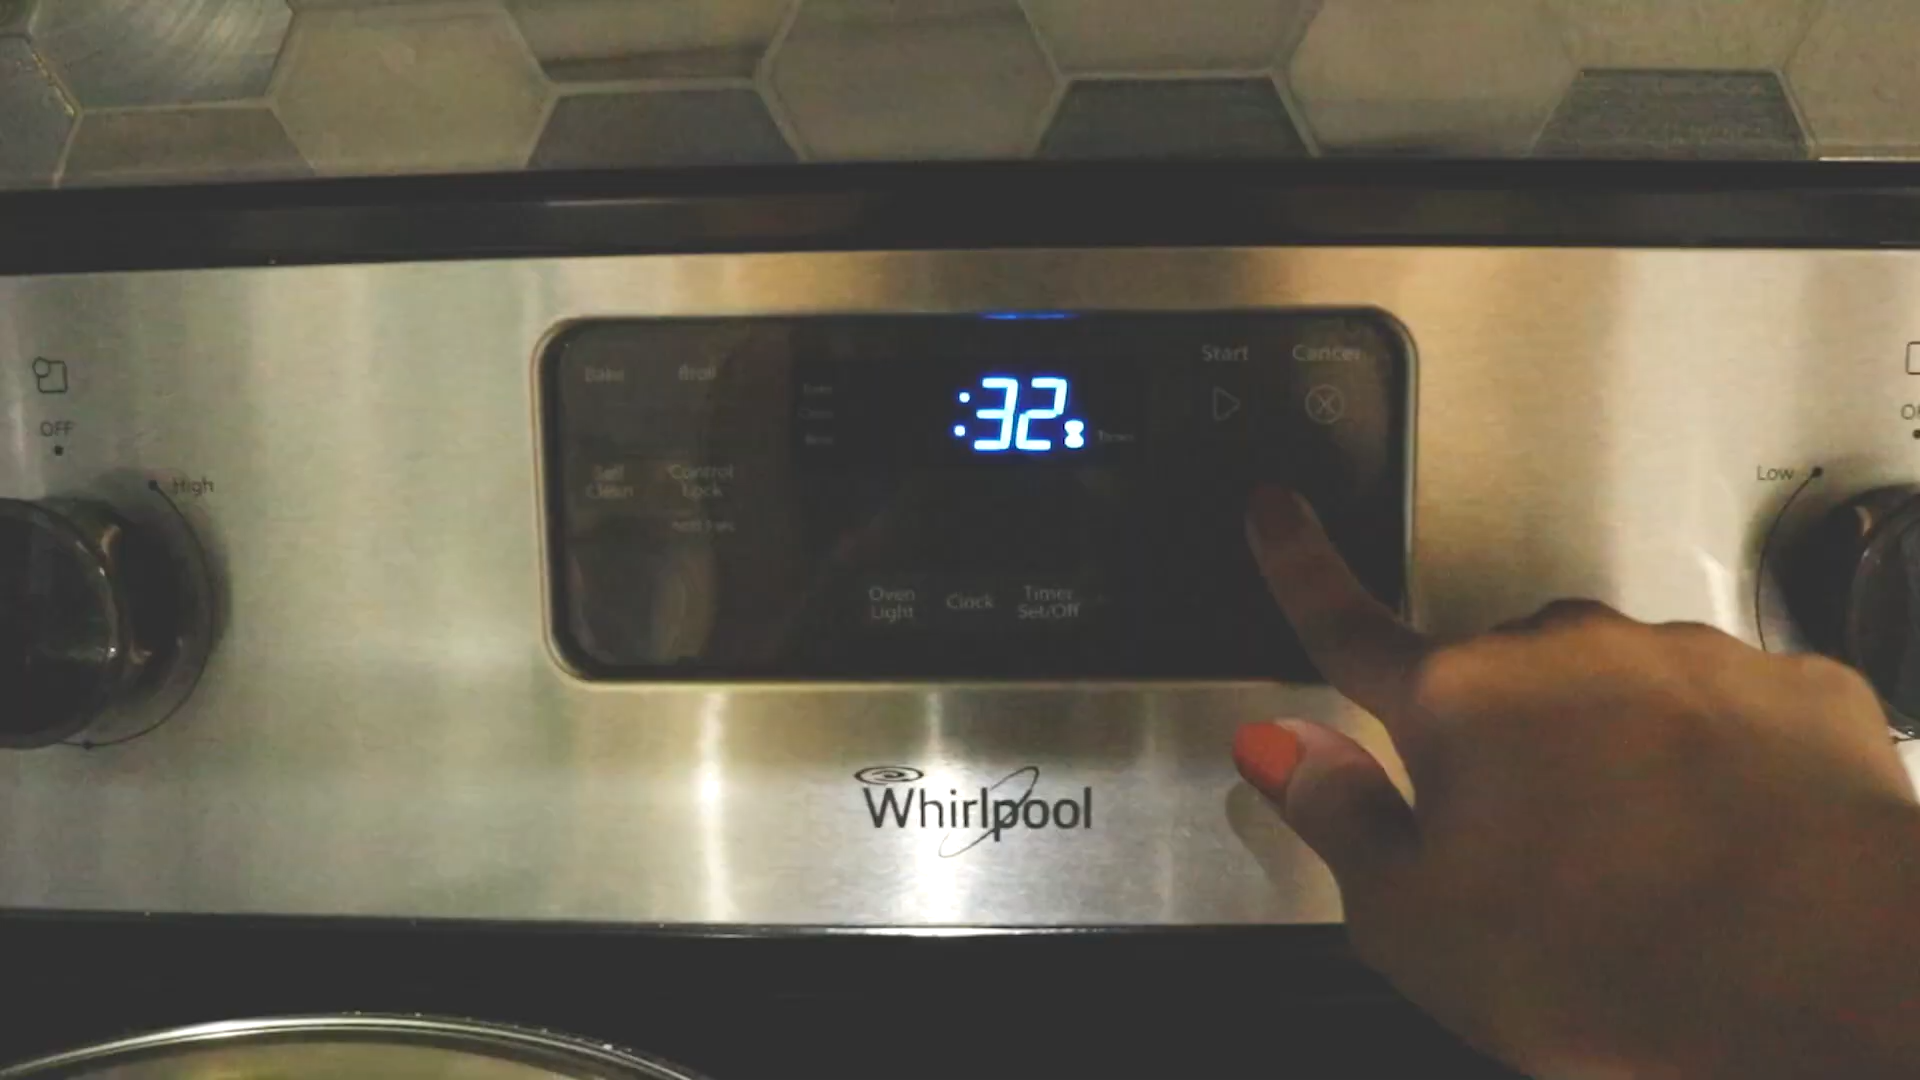 Start
Cancel
Bake
Broil
:32
Timer
OFF
High
Self
Clean
Control
Lock
Low
Oven
Light
Clock
Timer
Set/Off
Whirlpool